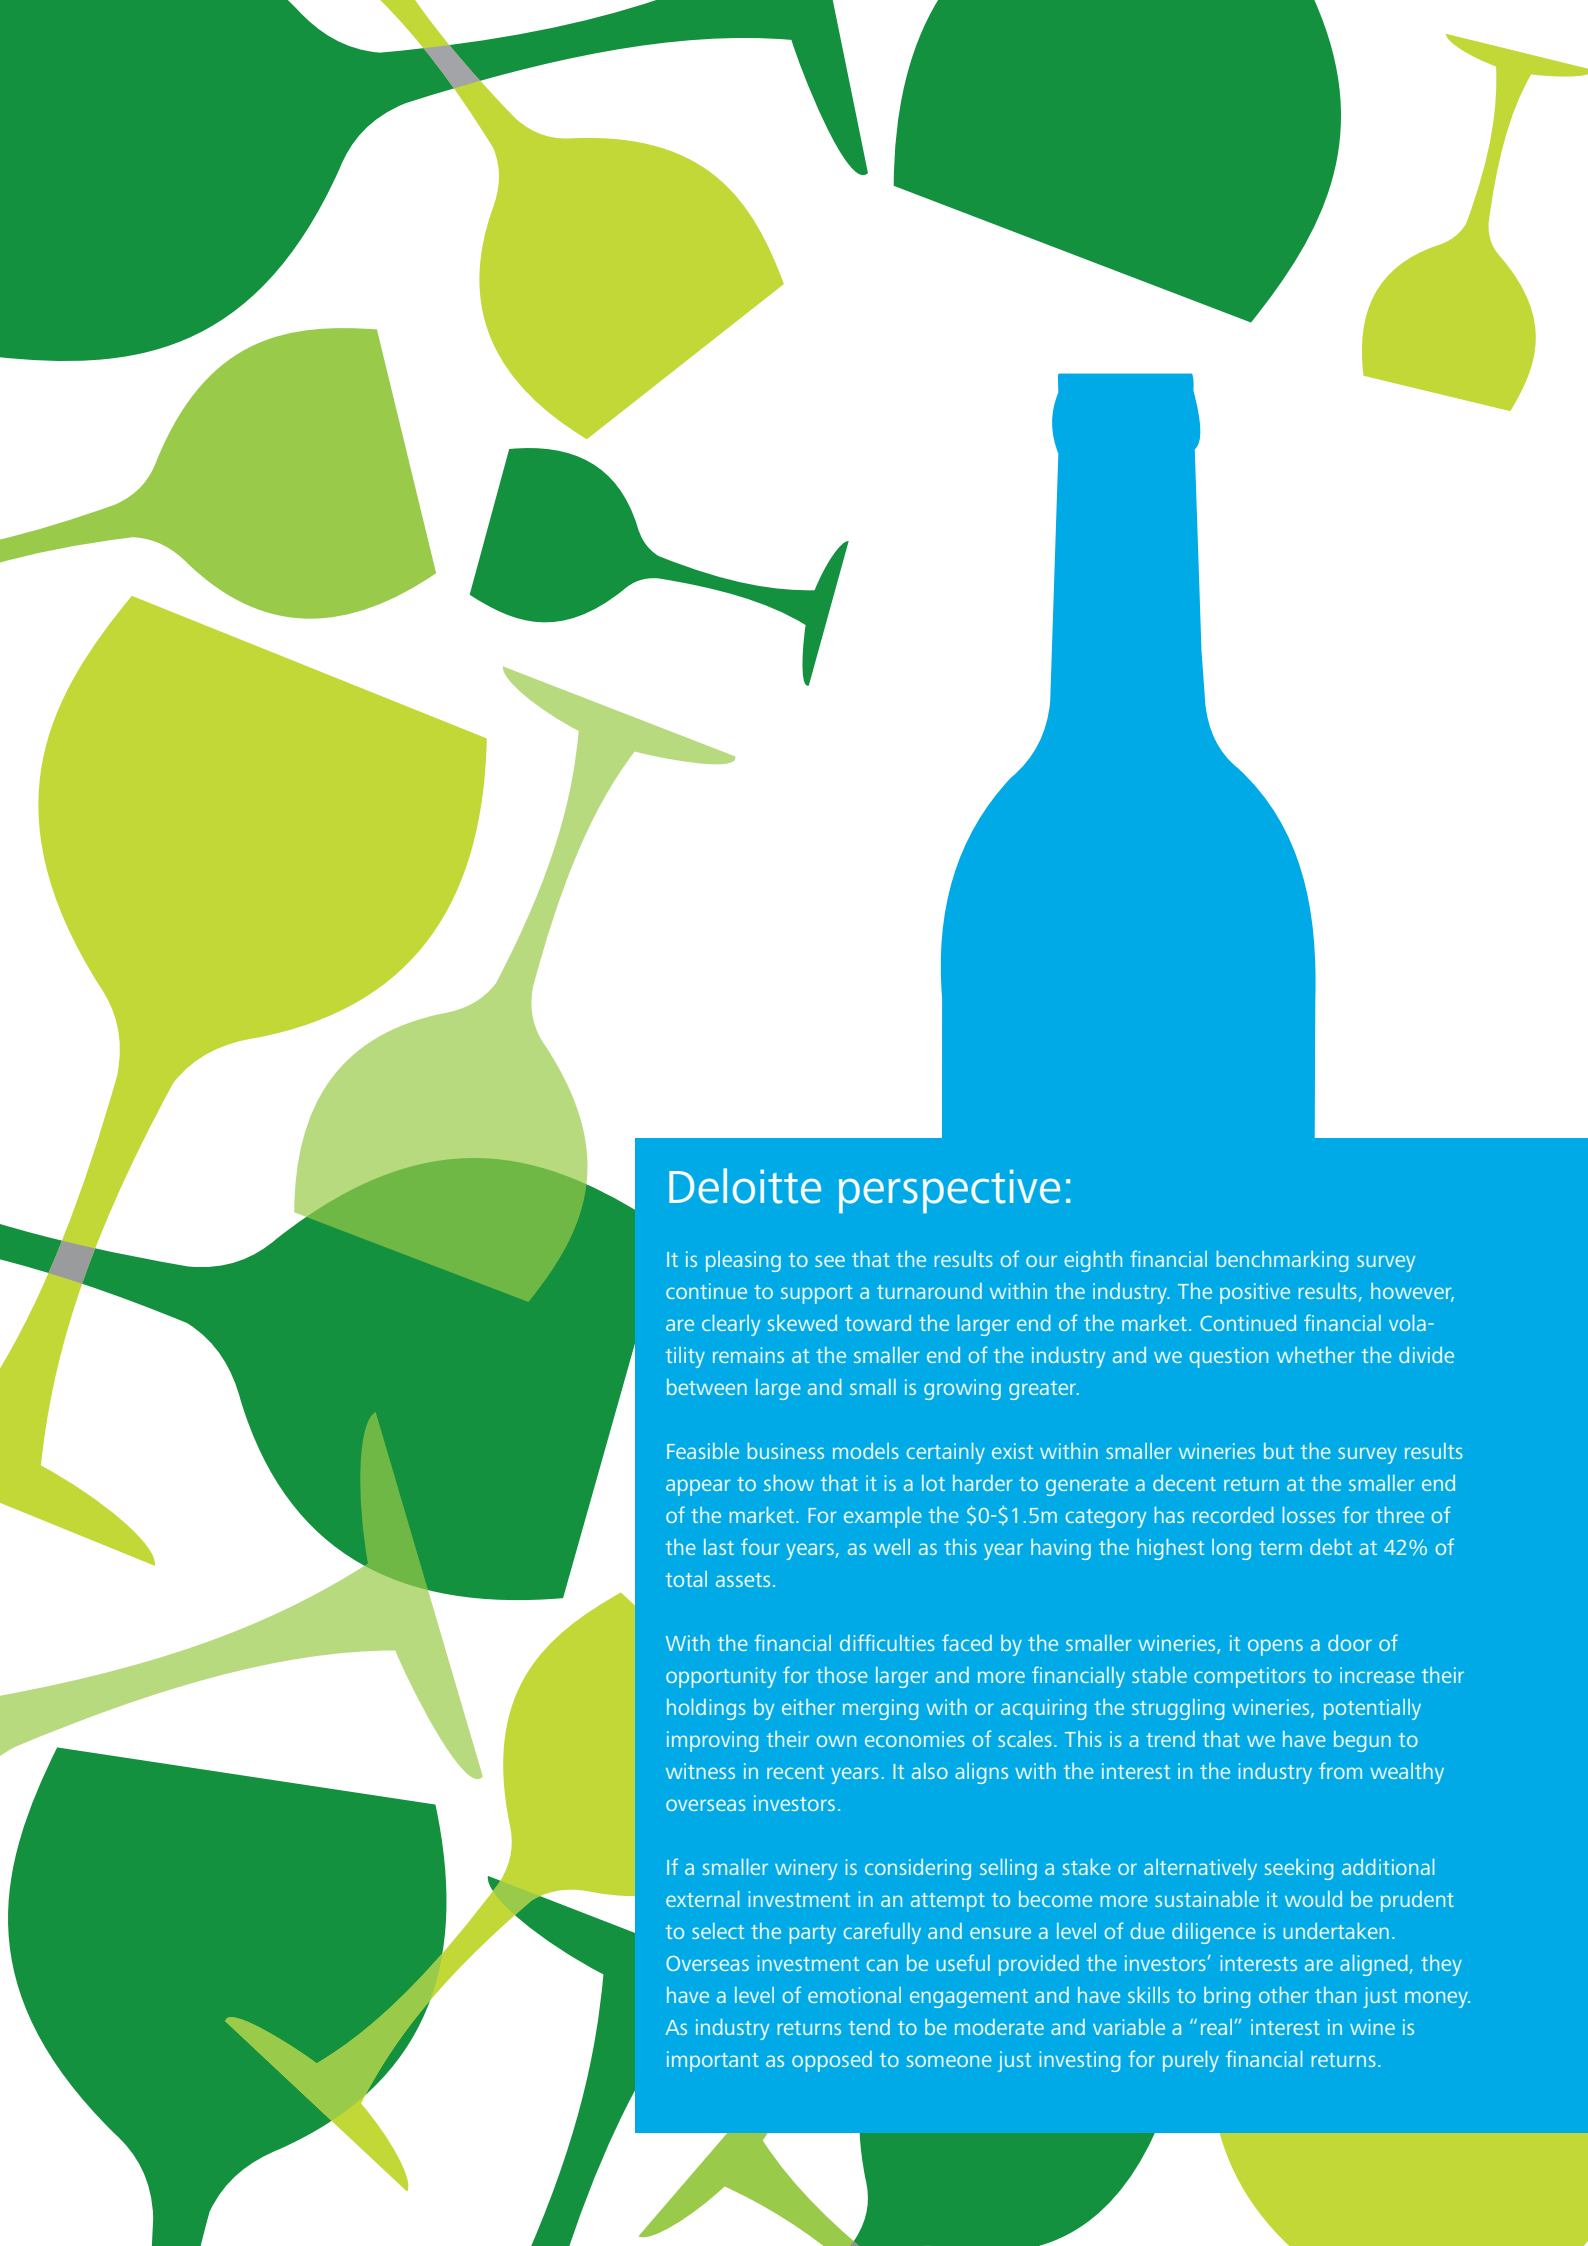 Deloitte perspective:
It is pleasing to see that the results of our eighth financial benchmarking survey
continue to support a turnaround within the industry. The positive results, however,
are clearly skewed toward the larger end of the market. Continued financial vola-
tility remains at the smaller end of the industry and we question whether the divide
between large and small is growing greater.
Feasible business models certainly exist within smaller wineries but the survey results
appear to show that it is a lot harder to generate a decent return at the smaller end
of the market. For example the $0-$1.5m category has recorded losses for three of
the last four years, as well as this year having the highest long term debt at 42% of
total assets.
With the financial difficulties faced by the smaller wineries, it opens a door of
opportunity for those larger and more financially stable competitors to increase their
holdings by either merging with or acquiring the struggling wineries, potentially
improving their own economies of scales. This is a trend that we have begun to
witness in recent years. It also aligns with the interest in the industry from wealthy
overseas investors.
If a smaller winery is considering selling a stake or alternatively seeking additional
external investment in an attempt to become more sustainable it would be prudent
to select the party carefully and ensure a level of due diligence is undertaken.
Overseas investment can be useful provided the investors’ interests are aligned, they
have a level of emotional engagement and have skills to bring other than just money.
As industry returns tend to be moderate and variable a “real” interest in wine is
important as opposed to someone just investing for purely financial returns.